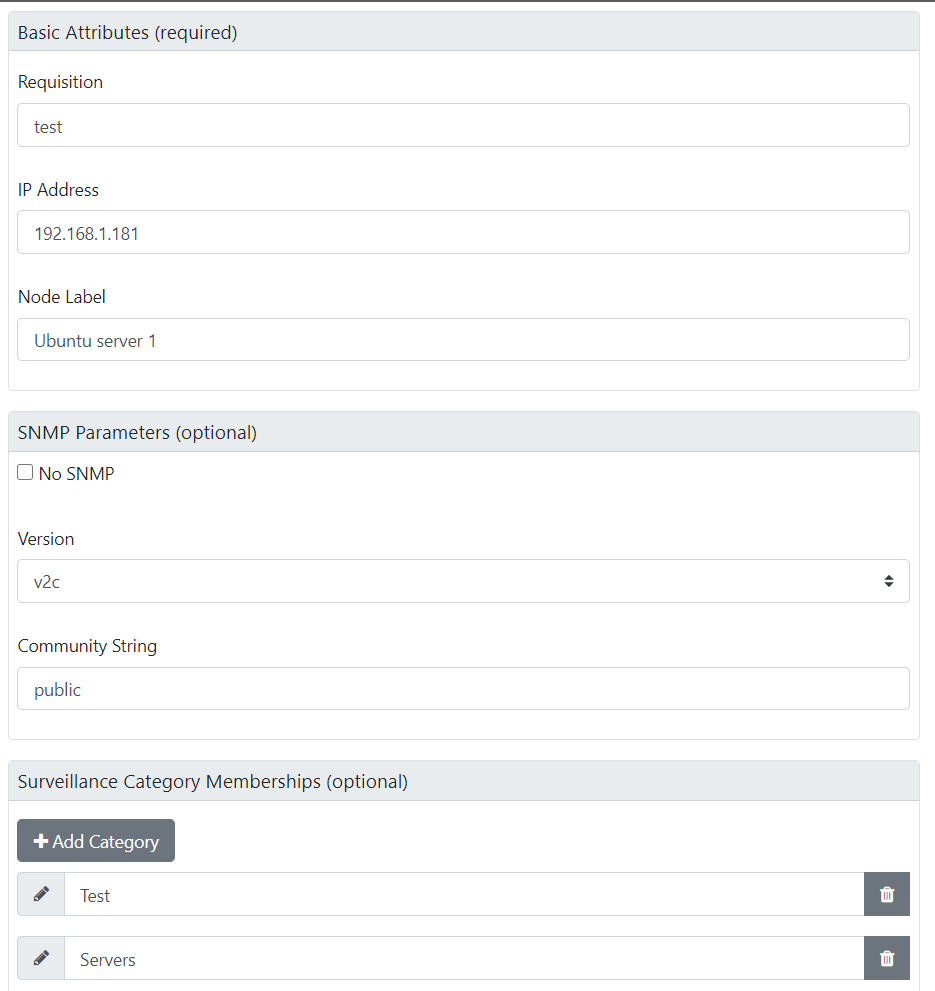 Basic Attributes (required)
Requisition
test
IP Address
192.168.1.181
Node Label
Ubuntu server 1
SNMP Parameters (optional)
No SNMP
Version
v2c
Community String
public
Surveillance Category Memberships (optional)
Add Category
Test
Servers